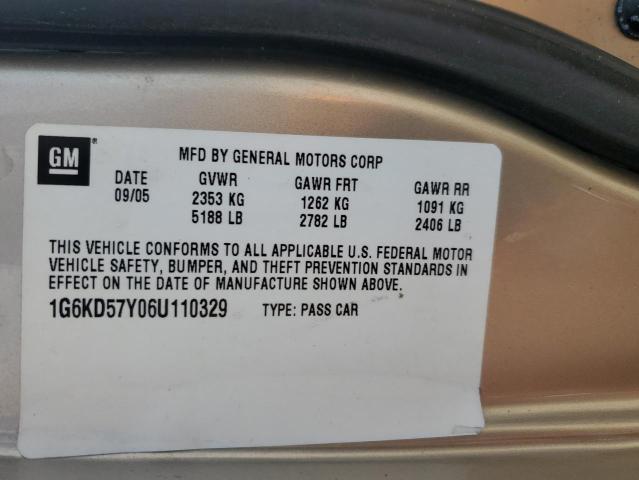 GM® MFD BY GENERAL MOTORS CORP
DATE GVWR GAWR FRT GAWR RR
09/05 2353 KG 1262 KG 1091 KG
5188 LB 2782 LB 2406 LB
THIS VEHICLE CONFORMS TO ALL APPLICABLE U.S. FEDERAL MOTOR
VEHICLE SAFETY, BUMPER, AND THEFT PREVENTION STANDARDS IN
EFFECT ON THE DATE OF MANUFACTURE SHOWN ABOVE.
1G6KD57Y06U110329 TYPE: PASS CAR